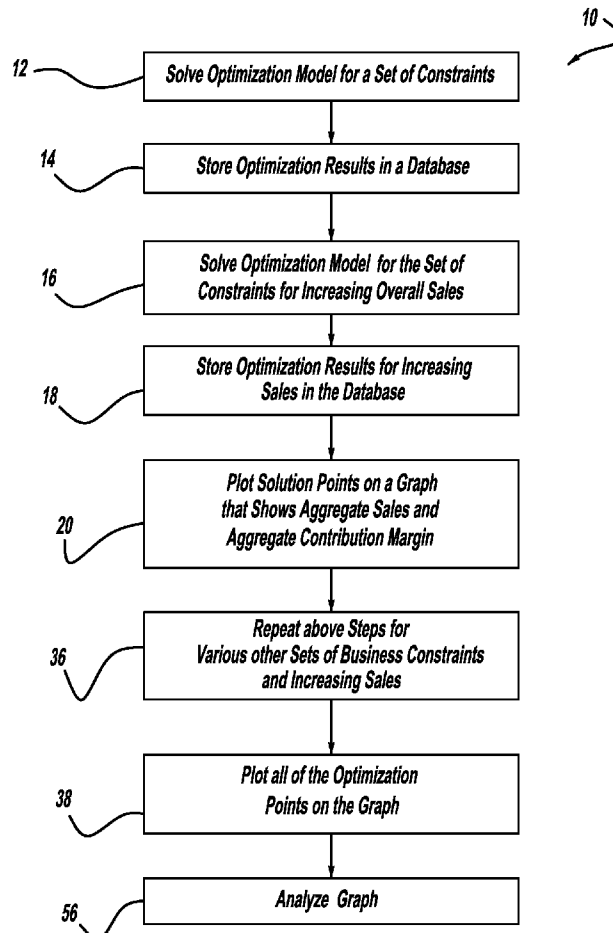 10
12
Solve Optimization Model for a Set of Constraints
14
Store Optimization Results in a Database
16
Solve Optimization Model for the Set of
Constraints for Increasing Overall Sales
18
Store Optimization Results for Increasing
Sales in the Database
20
Plot Solution Points on a Graph
that Shows Aggregate Sales and
Aggregate Contribution Margin
36
Repeat above Steps for
Various other Sets of Business Constraints
and Increasing Sales
38
Plot all of the Optimization
Points on the Graph
56
Analyze Graph